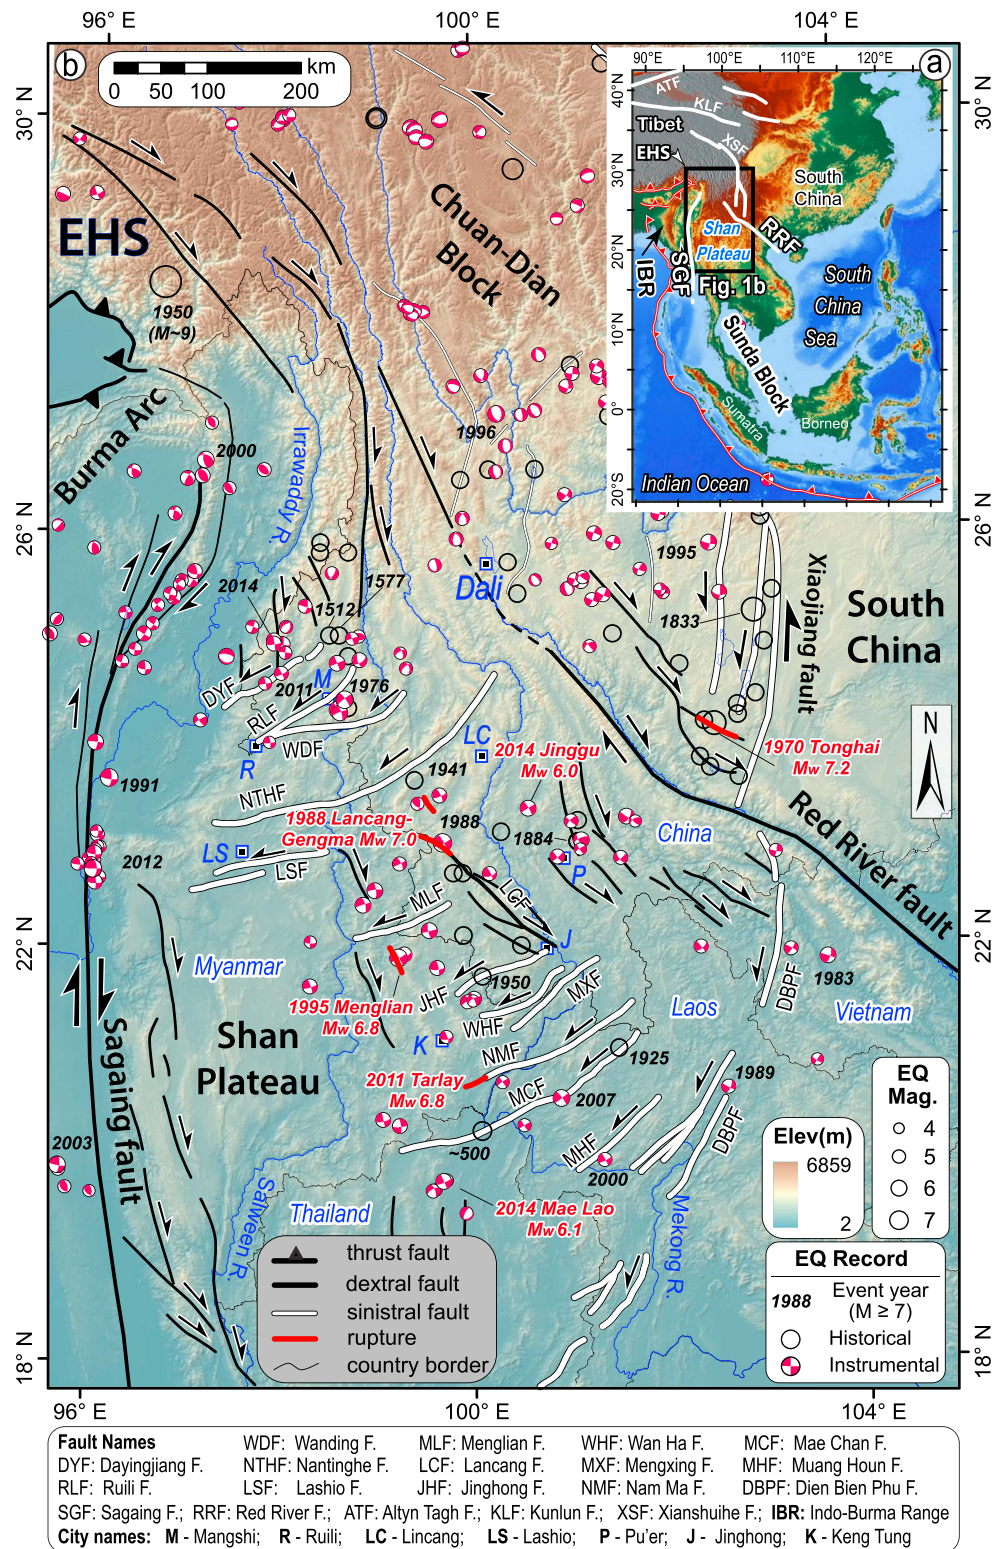 96° E
100° E
104° E
b
km
0
50
100
200
30° N
30° N
EHS
1950
(M~9)
Chuan-Dian
Block
Burma Arc
2000
Irrawaddy R.
1996
a
90°E
100°E
110°E
120°E
40°N
30°N
20°N
10°N
0°
20°S
ATF
KLF
Tibet
XSF
EHS
South
China
Shan
Plateau
RRF
SGF
IBR
Fig. 1b
South
China
Sea
Sunda Block
Sumatra
Borneo
Indian Ocean
26° N
26° N
2014
1577
1512
Dali
1995
1833
Xiaojiang fault
South
China
DYF
2011
M
1976
RLF
R
WDF
LC
1991
NTHF
1941
2014 Jinggu
Mw 6.0
1970 Tonghai
Mw 7.2
N
1988 Lancang-
Gengma Mw 7.0
1988
1884
China
Red River fault
2012
LS
LSF
P
MLF
LCF
22° N
22° N
Myanmar
J
1995 Menglian
Mw 6.8
JHF
1950
MXF
WHF
Laos
DBPF
1983
Vietnam
Sagaing fault
Shan
Plateau
K
NMF
1925
2011 Tarlay
Mw 6.8
MCF
2007
1989
2003
~500
MHF
2000
DBPF
Salween R.
Thailand
2014 Mae Lao
Mw 6.1
Mekong R.
EQ
Mag.
4
5
6
7
Elev(m)
6859
2
thrust fault
dextral fault
sinistral fault
rupture
country border
EQ Record
1988 Event year
(M ≥ 7)
Historical
Instrumental
18° N
18° N
96° E
100° E
104° E
Fault Names WDF: Wanding F. MLF: Menglian F. WHF: Wan Ha F. MCF: Mae Chan F.
DYF: Dayingjiang F. NTHF: Nantinghe F. LCF: Lancang F. MXF: Mengxing F. MHF: Muang Houn F.
RLF: Ruili F. LSF: Lashio F. JHF: Jinghong F. NMF: Nam Ma F. DBPF: Dien Bien Phu F.
SGF: Sagaing F.; RRF: Red River F.; ATF: Altyn Tagh F.; KLF: Kunlun F.; XSF: Xianshuihe F.; IBR: Indo-Burma Range
City names: M - Mangshi; R - Ruili; LC - Lincang; LS - Lashio; P - Pu'er; J - Jinghong; K - Keng Tung